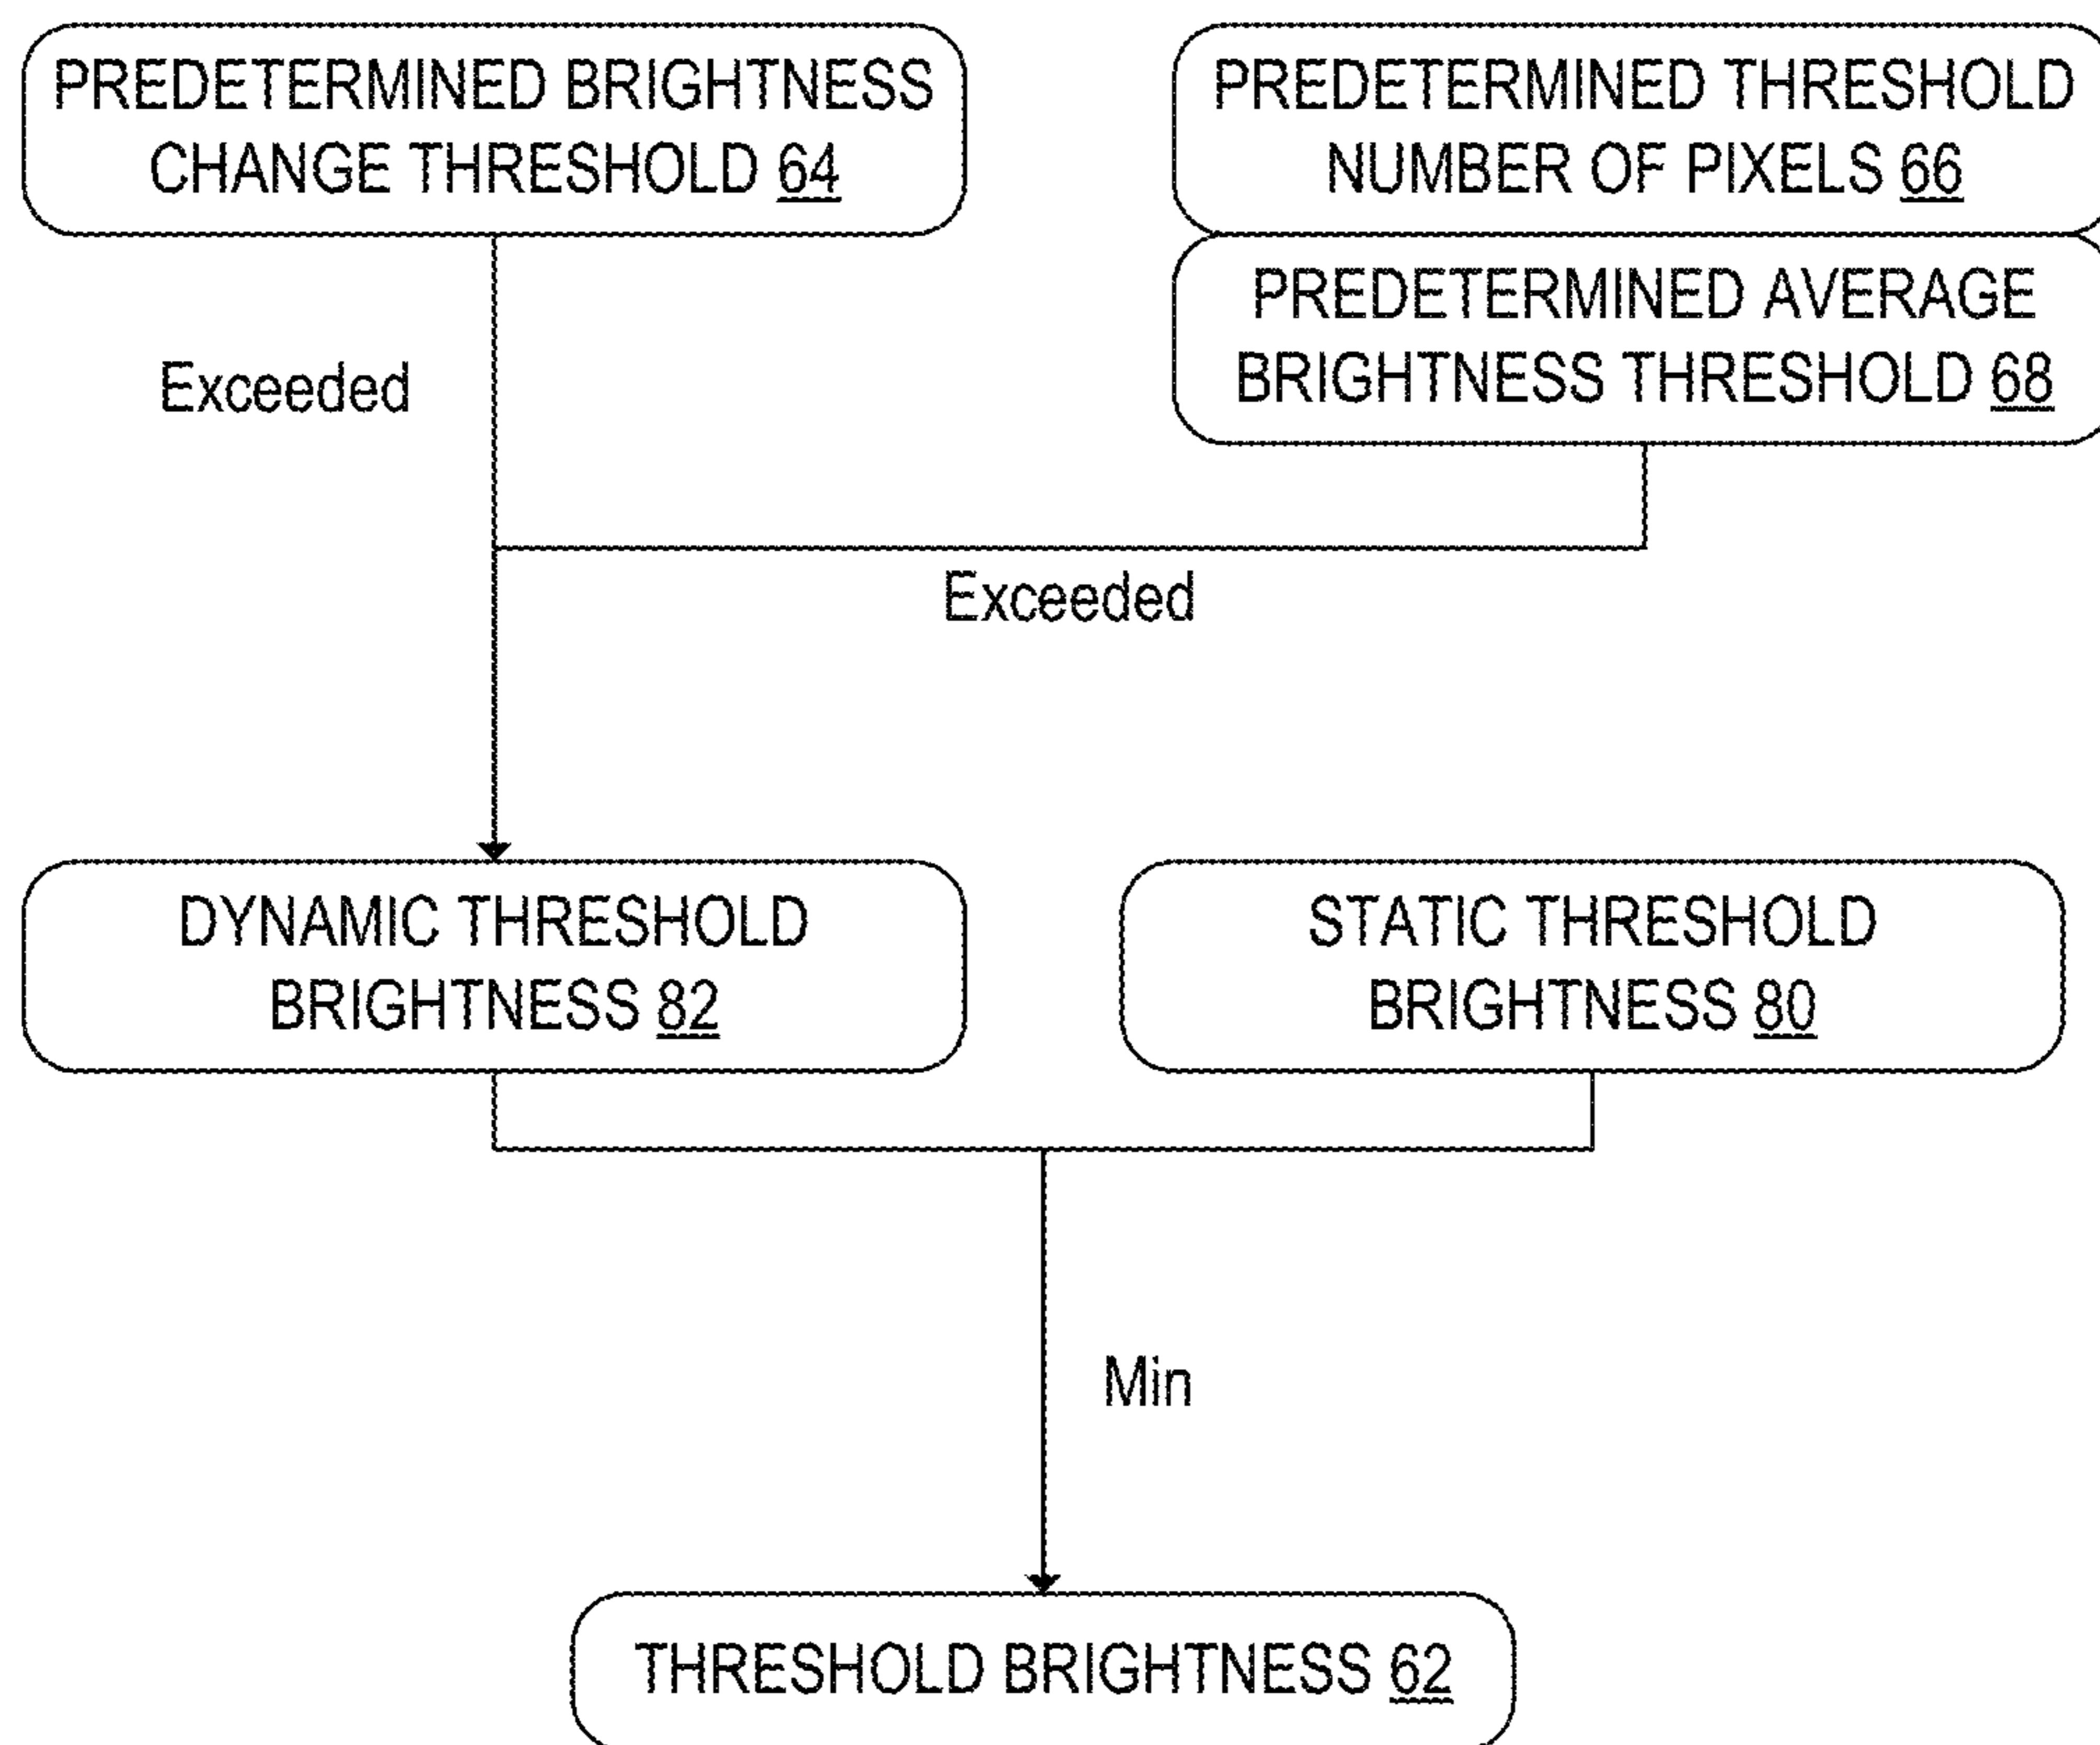 PREDETERMINED BRIGHTNESS
CHANGE THRESHOLD 64
PREDETERMINED THRESHOLD
NUMBER OF PIXELS 66
PREDETERMINED AVERAGE
BRIGHTNESS THRESHOLD 68
Exceeded
Exceeded
DYNAMIC THRESHOLD
BRIGHTNESS 82
STATIC THRESHOLD
BRIGHTNESS 80
Min
THRESHOLD BRIGHTNESS 62